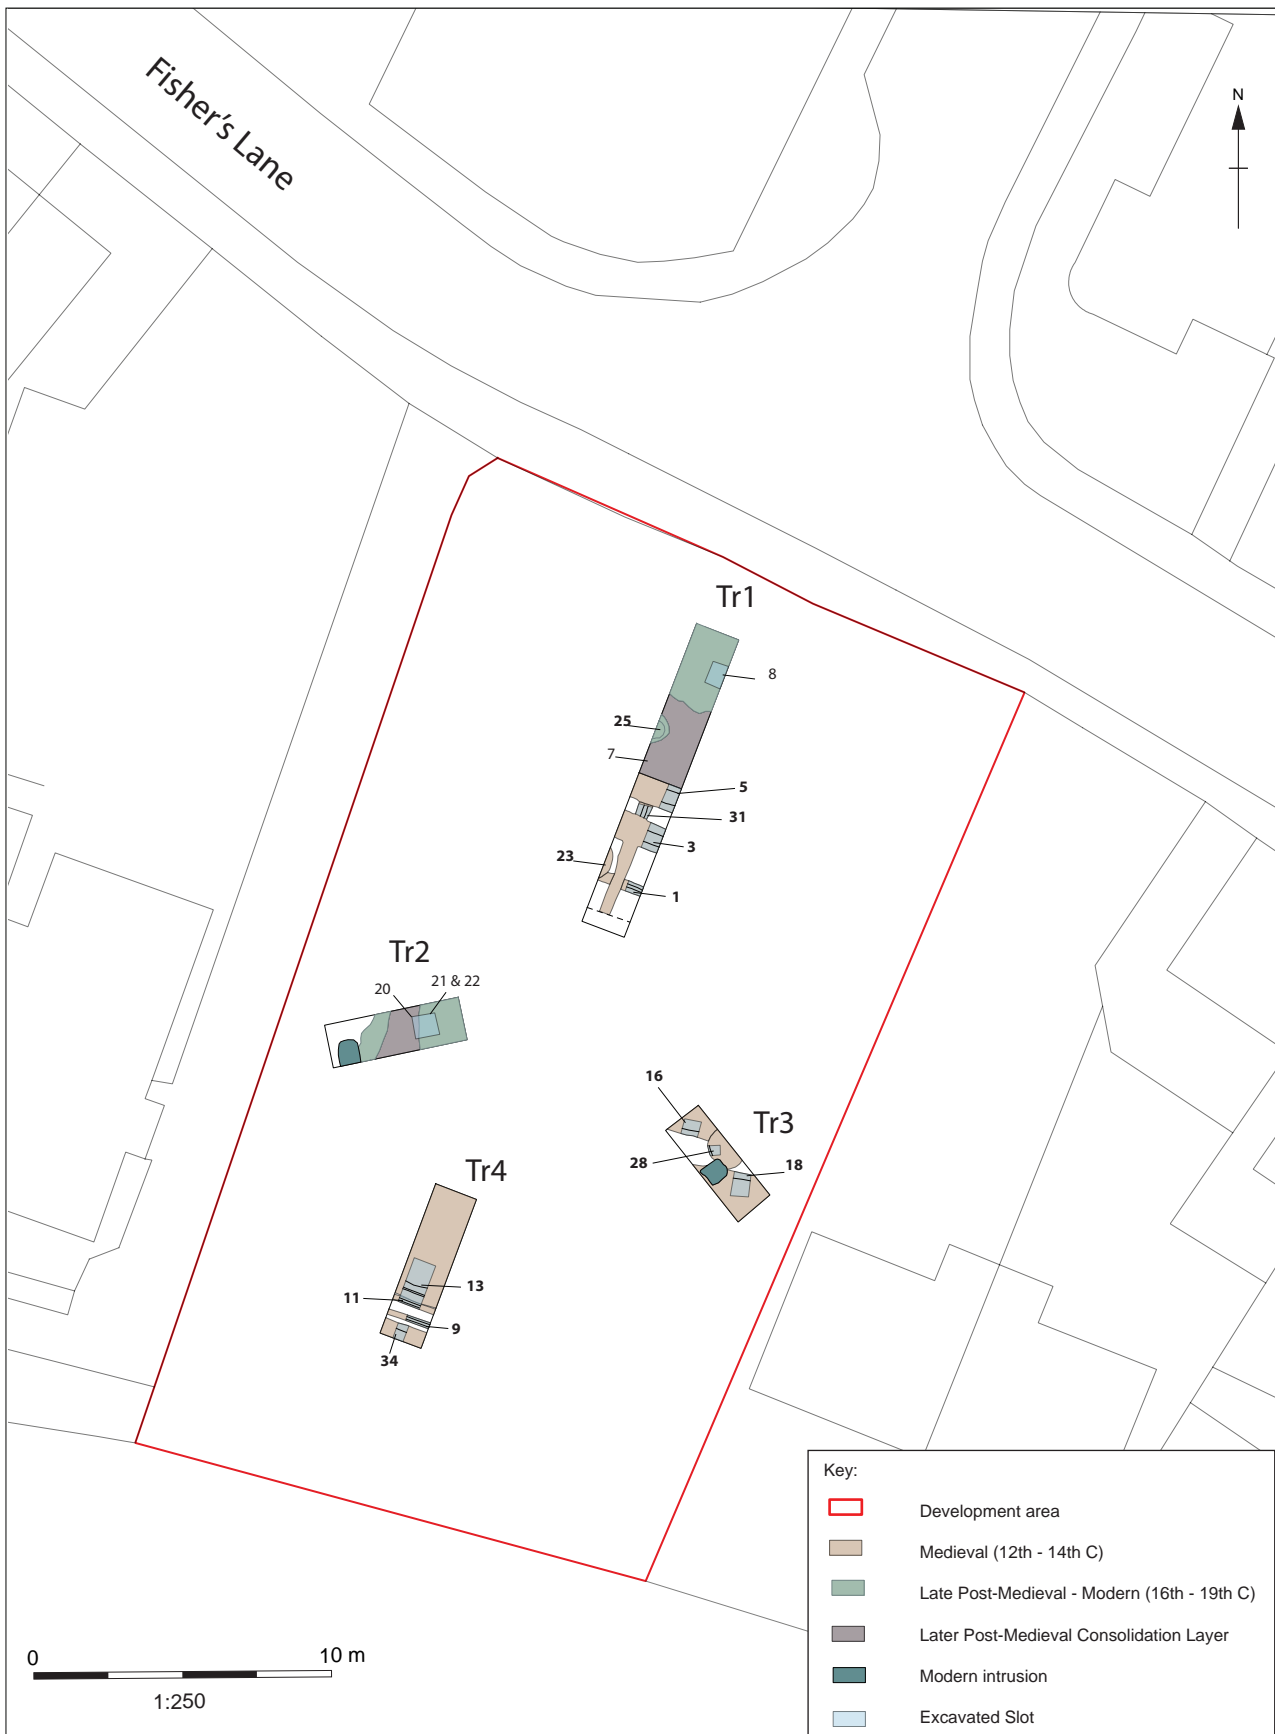 Fisher's Lane
N
Tr1
8
25
7
5
31
3
23
1
Tr2
21 & 22
20
16
Tr3
28
18
Tr4
13
11
9
34
Key:
Development area
Medieval (12th - 14th C)
Late Post-Medieval - Modern (16th - 19th C)
Later Post-Medieval Consolidation Layer
Modern intrusion
Excavated Slot
0 10 m
1:250